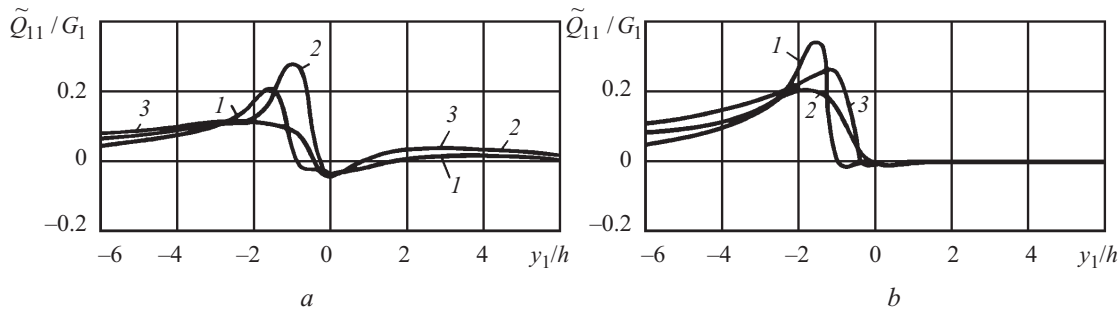 Q̃₁₁ / G₁
0.2
0
–0.2
–6 –4 –2 0 2 4 y₁/h
3 1 2 3 2 1
a
Q̃₁₁ / G₁
0.2
0
–0.2
–6 –4 –2 0 2 4 y₁/h
1 2 3
b